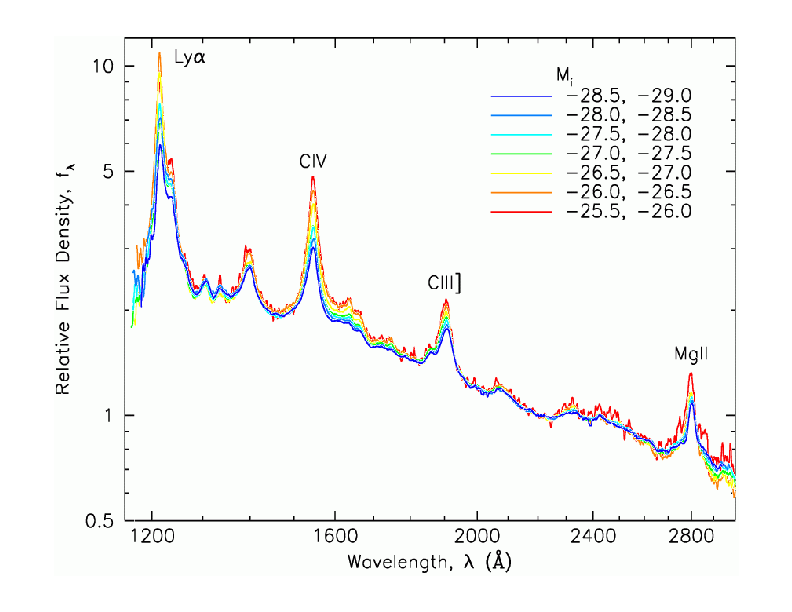 Lyα
CIV
CIII]
MgII
M_i
−28.5, −29.0
−28.0, −28.5
−27.5, −28.0
−27.0, −27.5
−26.5, −27.0
−26.0, −26.5
−25.5, −26.0
Relative Flux Density, f_λ
10
5
1
0.5
1200
1600
2000
2400
2800
Wavelength, λ (Å)